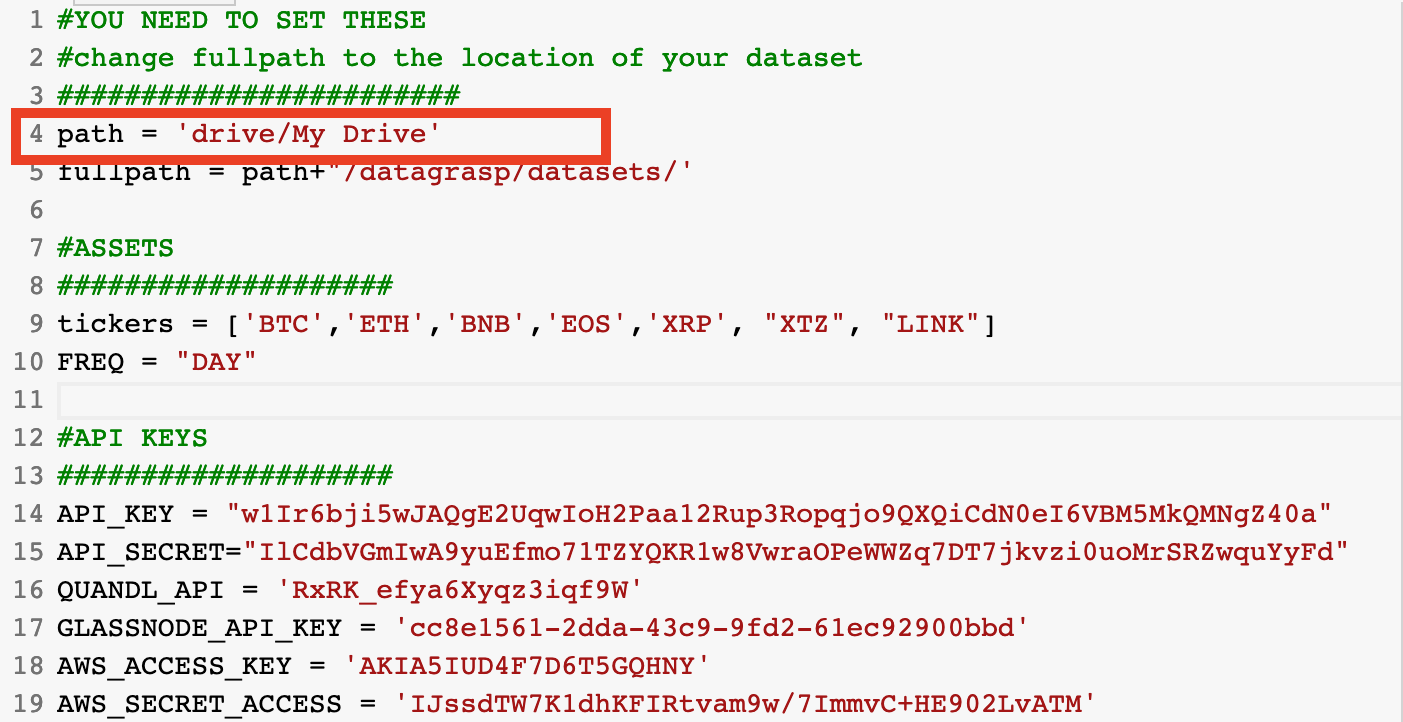 1 #YOU NEED TO SET THESE
2 #change fullpath to the location of your dataset
3 ########################
4 path = 'drive/My Drive'
5 fullpath = path+"/datagrasp/datasets/'
6
7 #ASSETS
8 ####################
9 tickers = ['BTC','ETH','BNB','EOS','XRP', "XTZ", "LINK"]
10 FREQ = "DAY"
11
12 #API KEYS
13 ####################
14 API_KEY = "w1Ir6bji5wJAQgE2UqwIoH2Paa12Rup3Ropqjo9QXQiCdN0eI6VBM5MkQMNgZ40a"
15 API_SECRET="IlCdbVGmIwA9yuEfmo71TZYQKR1w8VwraOPeWWZq7DT7jkvzi0uoMrSRZwquYyFd"
16 QUANDL_API = 'RxRK_efya6Xyqz3iqf9W'
17 GLASSNODE_API_KEY = 'cc8e1561-2dda-43c9-9fd2-61ec92900bbd'
18 AWS_ACCESS_KEY = 'AKIA5IUD4F7D6T5GQHNY'
19 AWS_SECRET_ACCESS = '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'